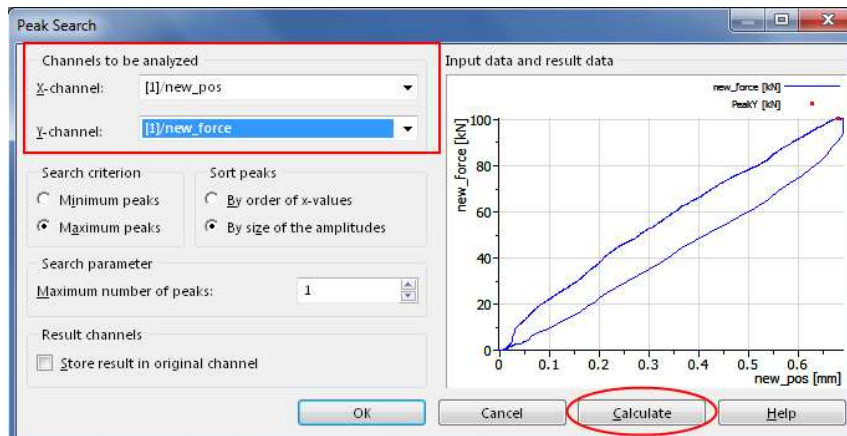 Peak Search
Channels to be analyzed
X-channel: [1]/new_pos
Y-channel: [1]/new_force
Search criterion
Minimum peaks
Maximum peaks
Sort peaks
By order of x-values
By size of the amplitudes
Search parameter
Maximum number of peaks: 1
Result channels
Store result in original channel
Input data and result data
new_force [kN]
PeakY [kN]
new_force [kN]
100
80
60
40
20
0
0 0.1 0.2 0.3 0.4 0.5 0.6
new_pos [mm]
OK Cancel Calculate Help